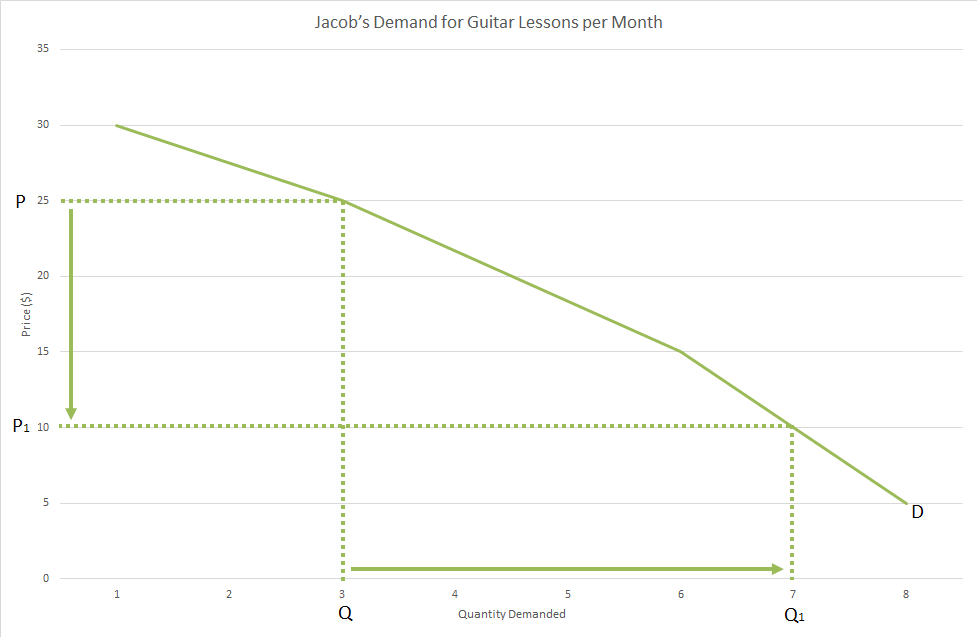 Jacob’s Demand for Guitar Lessons per Month
35
30
P 25
20
Price ($)
15
P1 10
5
D
0
1 2 3 4 5 6 7 8
Q Quantity Demanded Q1